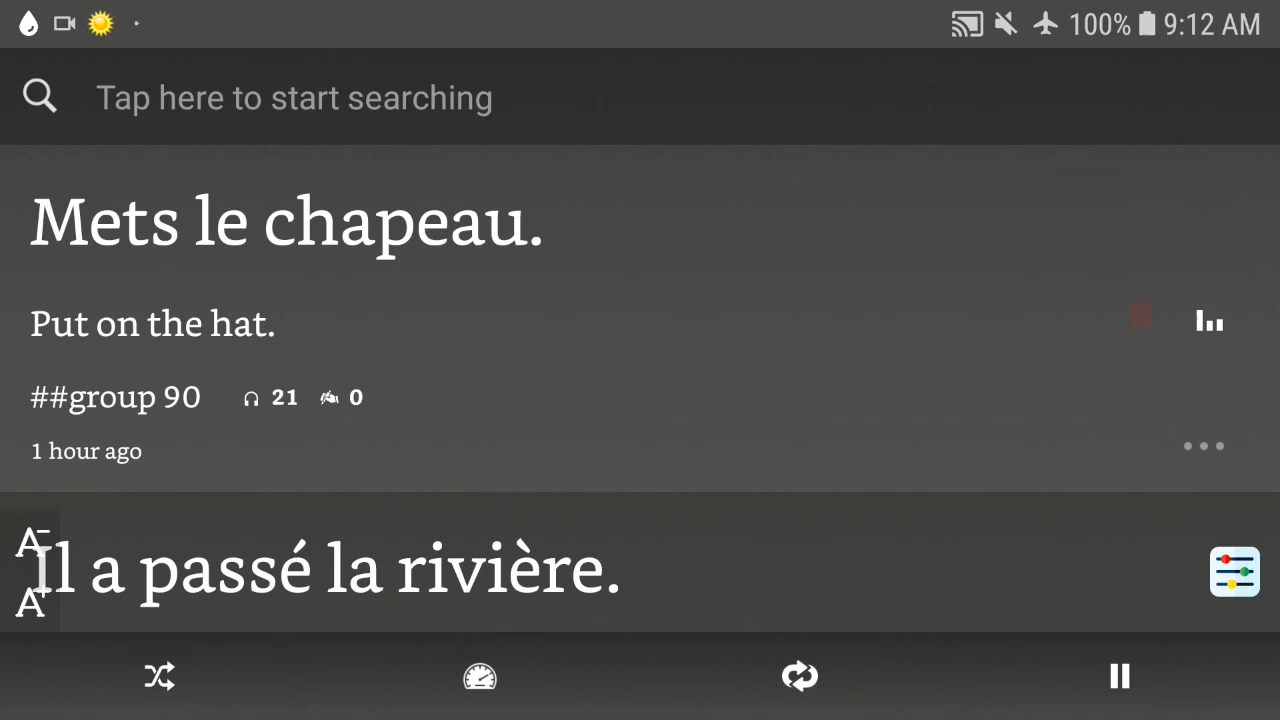 100% 9:12 AM
Tap here to start searching
Mets le chapeau.
Put on the hat.
##group 90 21 0
1 hour ago
A-
Il a passé la rivière.
A+